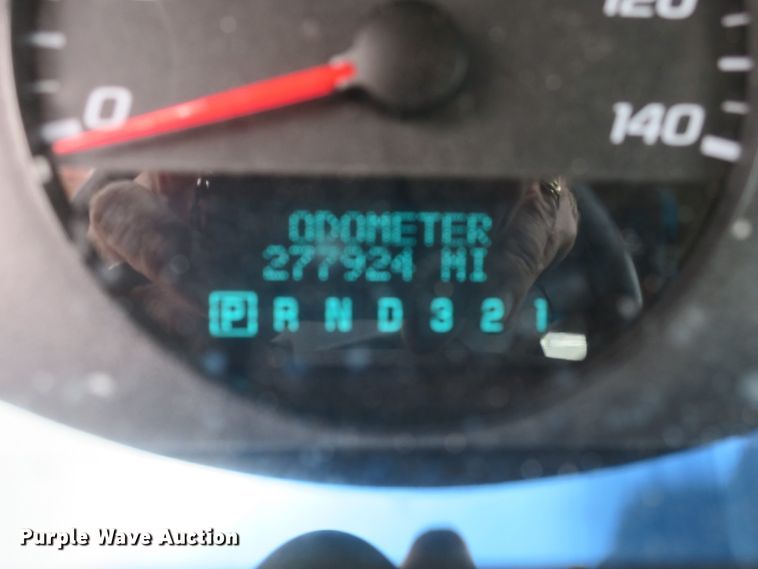 120
0
140
ODOMETER
277924 MI
P R N D 3 2 1
Purple Wave Auction